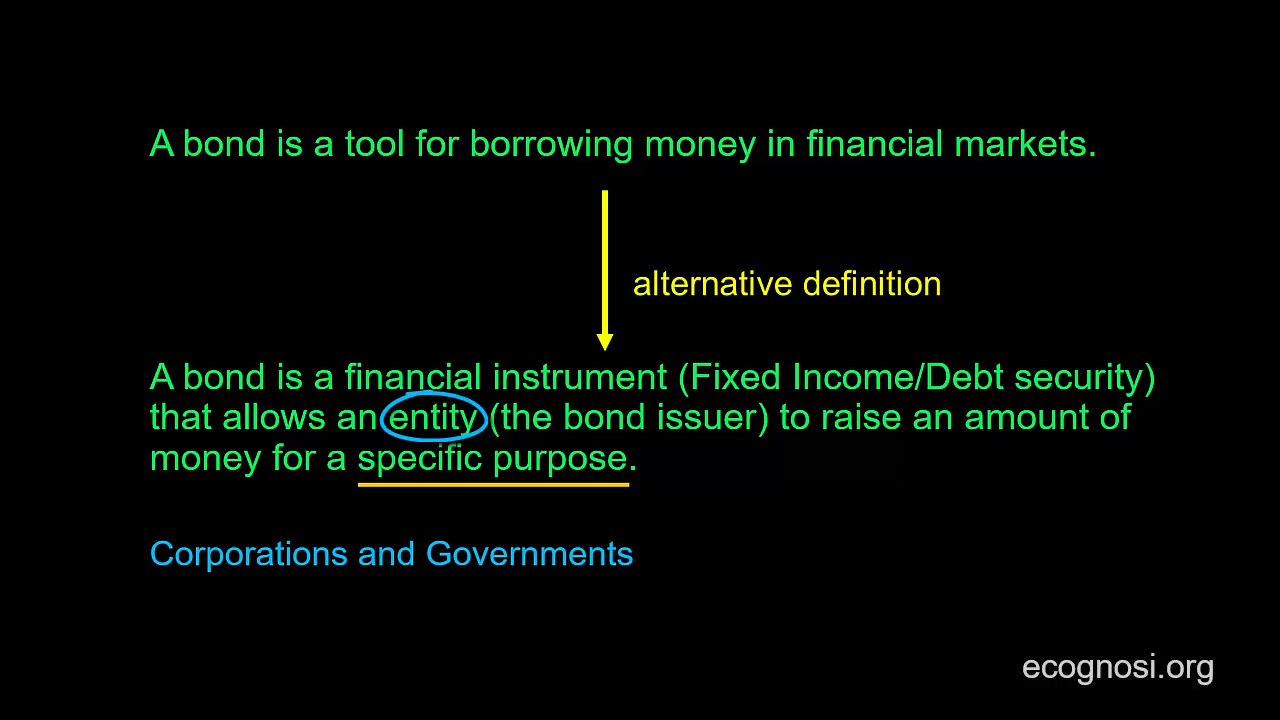 A bond is a tool for borrowing money in financial markets.
alternative definition
A bond is a financial instrument (Fixed Income/Debt security)
that allows an entity (the bond issuer) to raise an amount of
money for a specific purpose.
Corporations and Governments
ecognosi.org